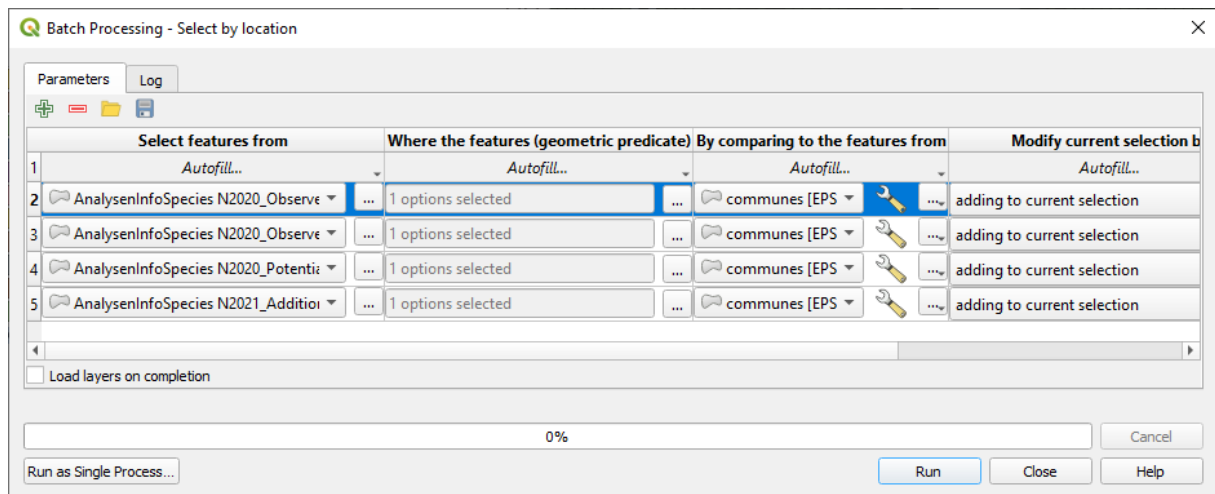 Batch Processing - Select by location
Parameters Log
Select features from Where the features (geometric predicate) By comparing to the features from Modify current selection b
1 Autofill... Autofill... Autofill... Autofill...
2 AnalysenInfoSpecies N2020_Observe ... 1 options selected ... communes [EPS ... adding to current selection
3 AnalysenInfoSpecies N2020_Observe ... 1 options selected ... communes [EPS ... adding to current selection
4 AnalysenInfoSpecies N2020_Potentia ... 1 options selected ... communes [EPS ... adding to current selection
5 AnalysenInfoSpecies N2021_Addition ... 1 options selected ... communes [EPS ... adding to current selection
Load layers on completion
0% Cancel
Run as Single Process... Run Close Help